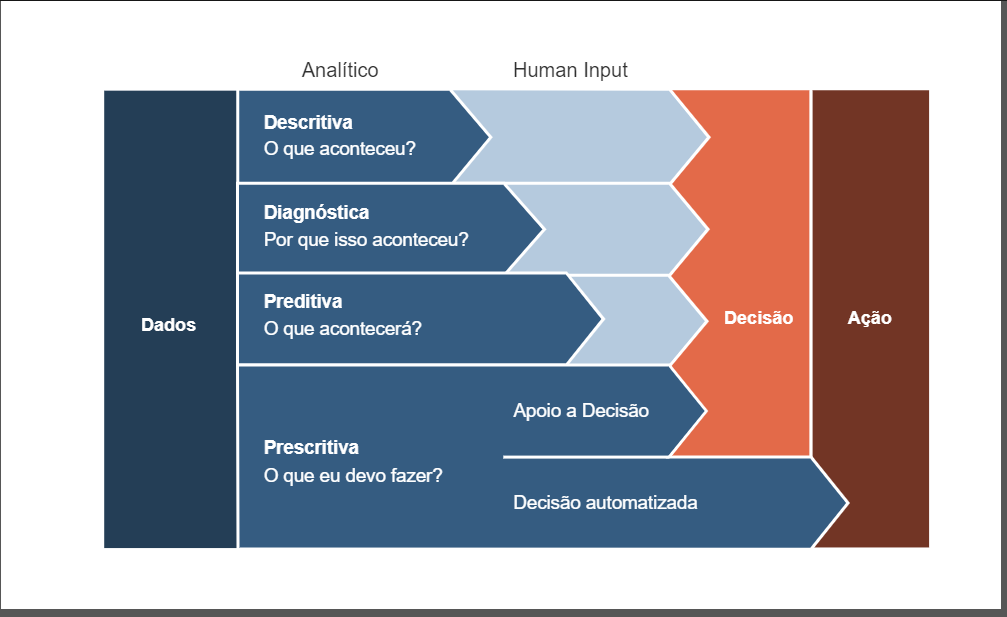 Analítico
Human Input
Descritiva
O que aconteceu?
Diagnóstica
Por que isso aconteceu?
Preditiva
O que acontecerá?
Dados
Decisão
Ação
Apoio a Decisão
Prescritiva
O que eu devo fazer?
Decisão automatizada